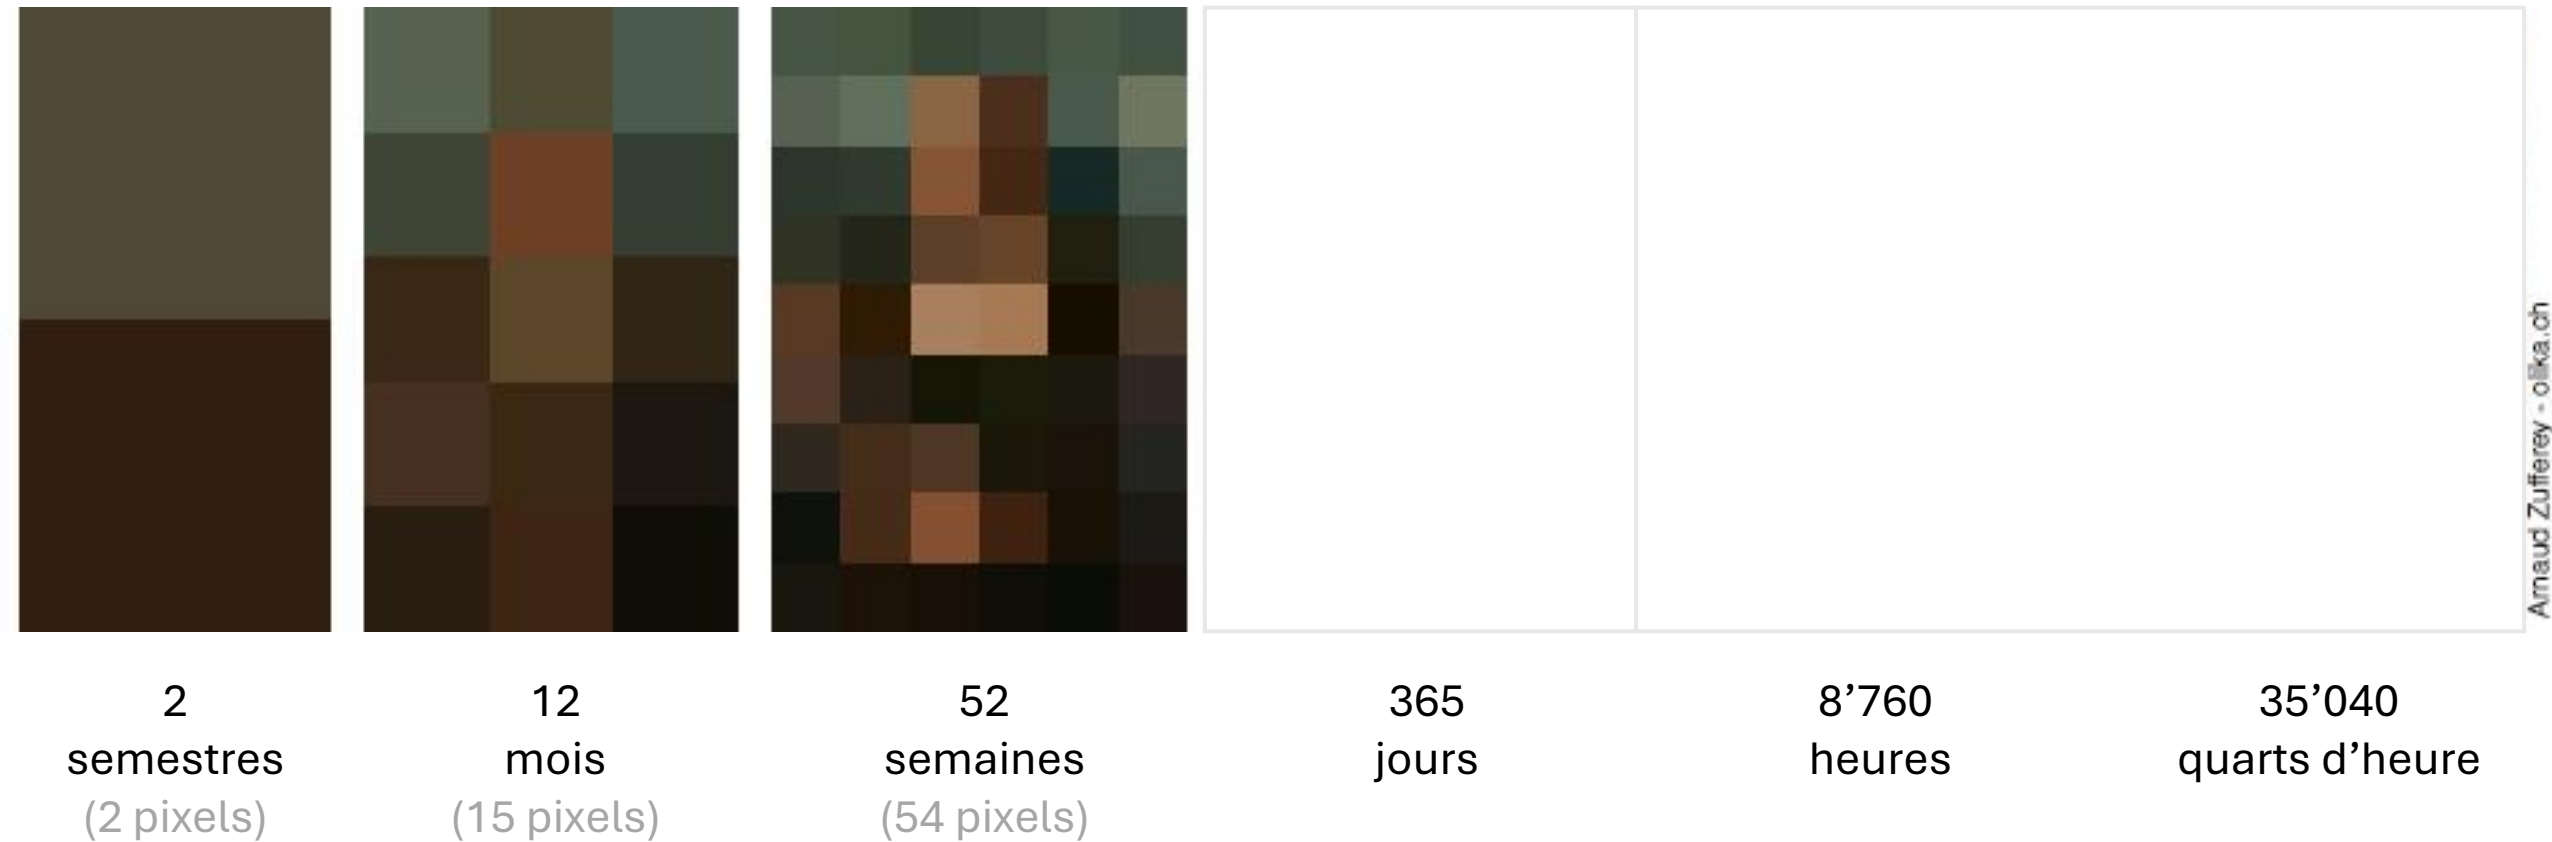 2
semestres
(2 pixels)
12
mois
(15 pixels)
52
semaines
(54 pixels)
365
jours
8’760
heures
35’040
quarts d’heure
Arnaud Zufferey - olika.ch